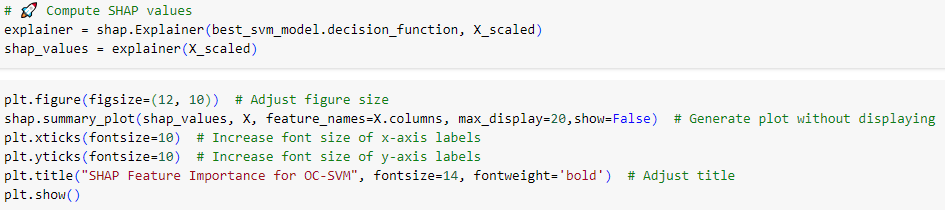 # 🚀 Compute SHAP values
explainer = shap.Explainer(best_svm_model.decision_function, X_scaled)
shap_values = explainer(X_scaled)
plt.figure(figsize=(12, 10))  # Adjust figure size
shap.summary_plot(shap_values, X, feature_names=X.columns, max_display=20,show=False)  # Generate plot without displaying
plt.xticks(fontsize=10)  # Increase font size of x-axis labels
plt.yticks(fontsize=10)  # Increase font size of y-axis labels
plt.title("SHAP Feature Importance for OC-SVM", fontsize=14, fontweight='bold')  # Adjust title
plt.show()